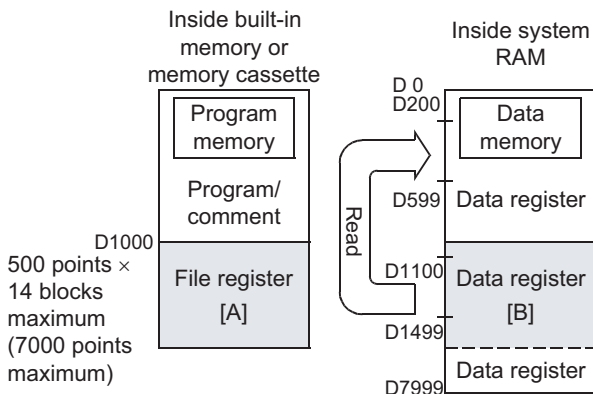 Inside built-in
memory or
memory cassette
Program
memory
Program/
comment
D1000
500 points ×
14 blocks
maximum
(7000 points
maximum)
File register
[A]
Inside system
RAM
D 0
D200
Data
memory
Read
D599
Data register
D1100
Data register
[B]
D1499
Data register
D7999